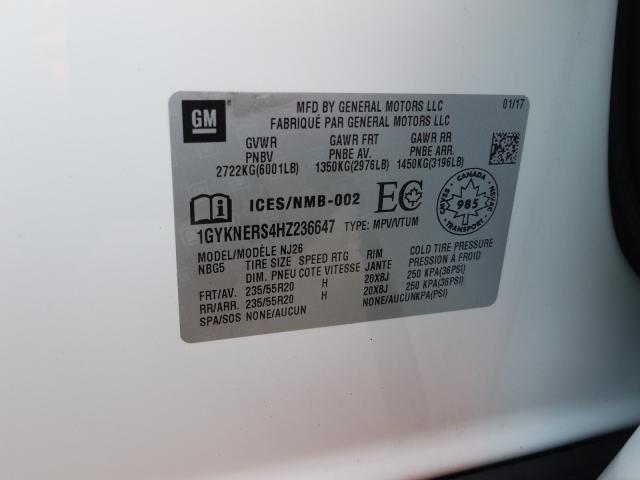 GM
MFD BY GENERAL MOTORS LLC 01/17
FABRIQUÉ PAR GENERAL MOTORS LLC
GVWR GAWR FRT GAWR RR
PNBV PNBE AV. PNBE ARR.
2722KG(6001LB) 1350KG(2976LB) 1450KG(3196LB)
ICES/NMB-002 EC
CANADA
985
NSVAC
1GYKNERS4HZ236647 TYPE: MPV/VTUM
MODEL/MODÈLE NJ26
NBG5 TIRE SIZE SPEED RTG RIM COLD TIRE PRESSURE
DIM. PNEU COTE VITESSE JANTE PRESSION À FROID
FRT/AV. 235/55R20 H 20X8J 250 KPA(36PSI)
RR/ARR. 235/55R20 H 20X8J 250 KPA(36PSI)
SPA/SOS NONE/AUCUN NONE/AUCUNKPA(PSI)